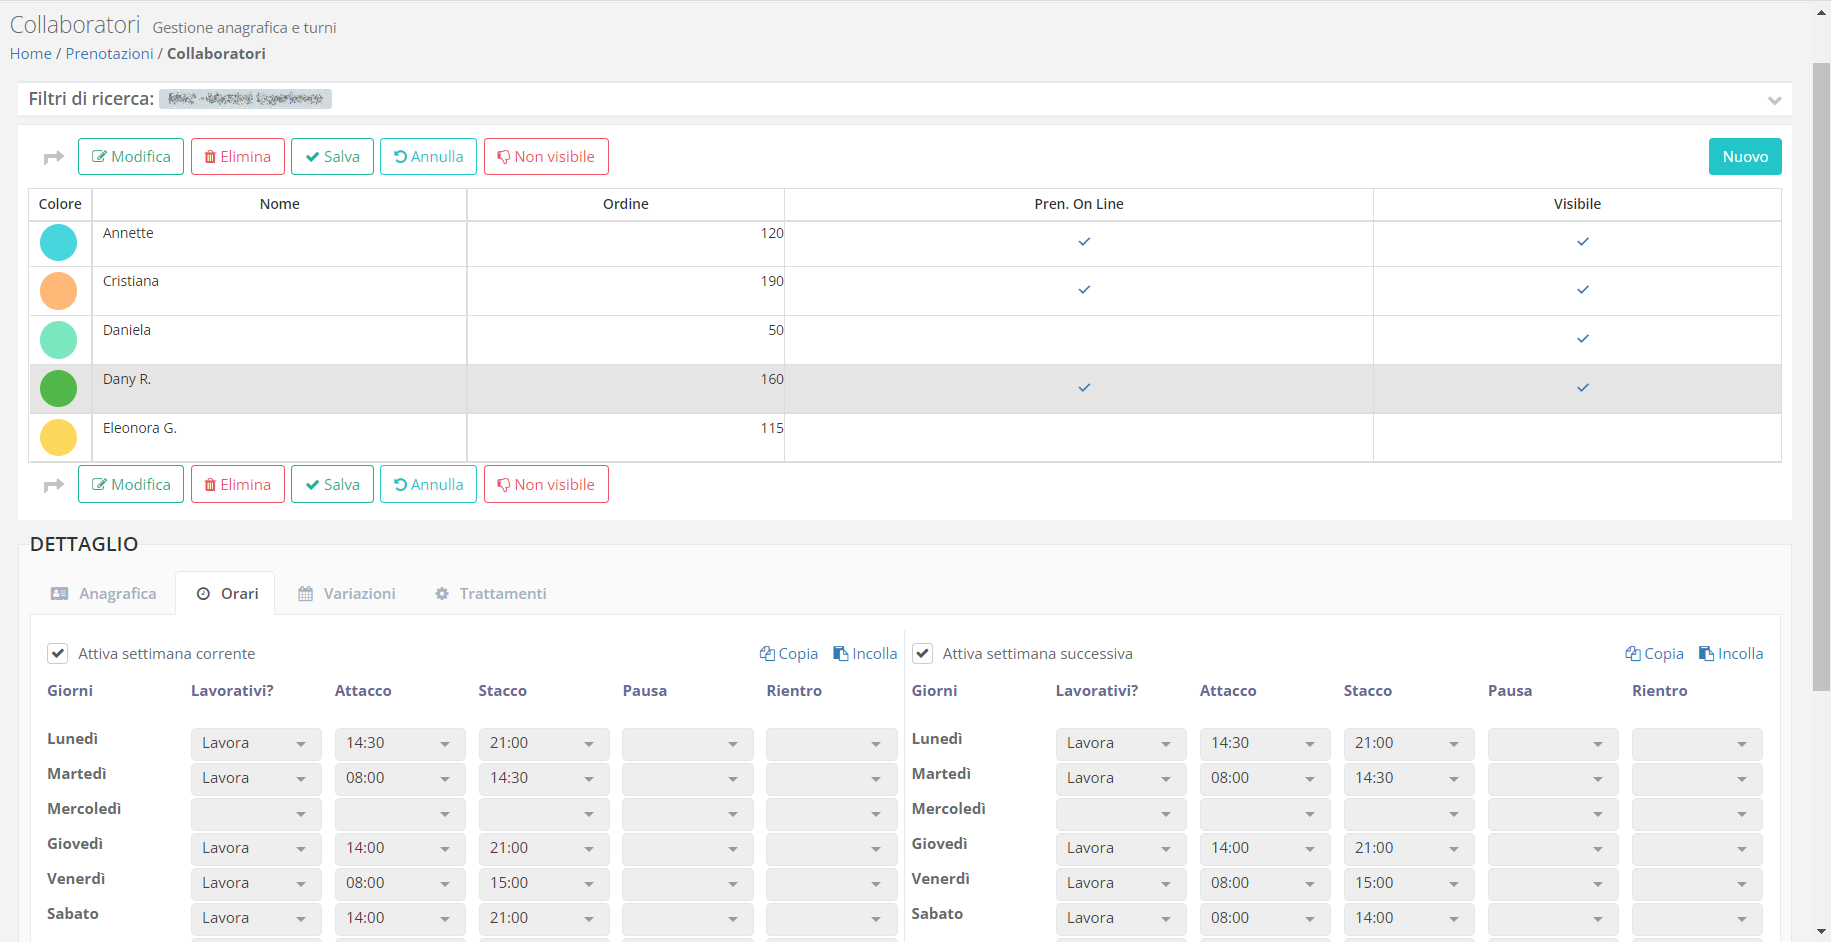 Collaboratori Gestione anagrafica e turni
Home / Prenotazioni / Collaboratori
Filtri di ricerca:
Modifica Elimina Salva Annulla Non visibile Nuovo
Colore Nome Ordine Pren. On Line Visibile
Annette 120
Cristiana 190
Daniela 50
Dany R. 160
Eleonora G. 115
Modifica Elimina Salva Annulla Non visibile
DETTAGLIO
Anagrafica Orari Variazioni Trattamenti
Attiva settimana corrente Copia Incolla Attiva settimana successiva Copia Incolla
Giorni Lavorativi? Attacco Stacco Pausa Rientro Giorni Lavorativi? Attacco Stacco Pausa Rientro
Lunedì Lavora 14:30 21:00 Lunedì Lavora 14:30 21:00
Martedì Lavora 08:00 14:30 Martedì Lavora 08:00 14:30
Mercoledì Mercoledì
Giovedì Lavora 14:00 21:00 Giovedì Lavora 14:00 21:00
Venerdì Lavora 08:00 15:00 Venerdì Lavora 08:00 15:00
Sabato Lavora 14:00 21:00 Sabato Lavora 08:00 14:00